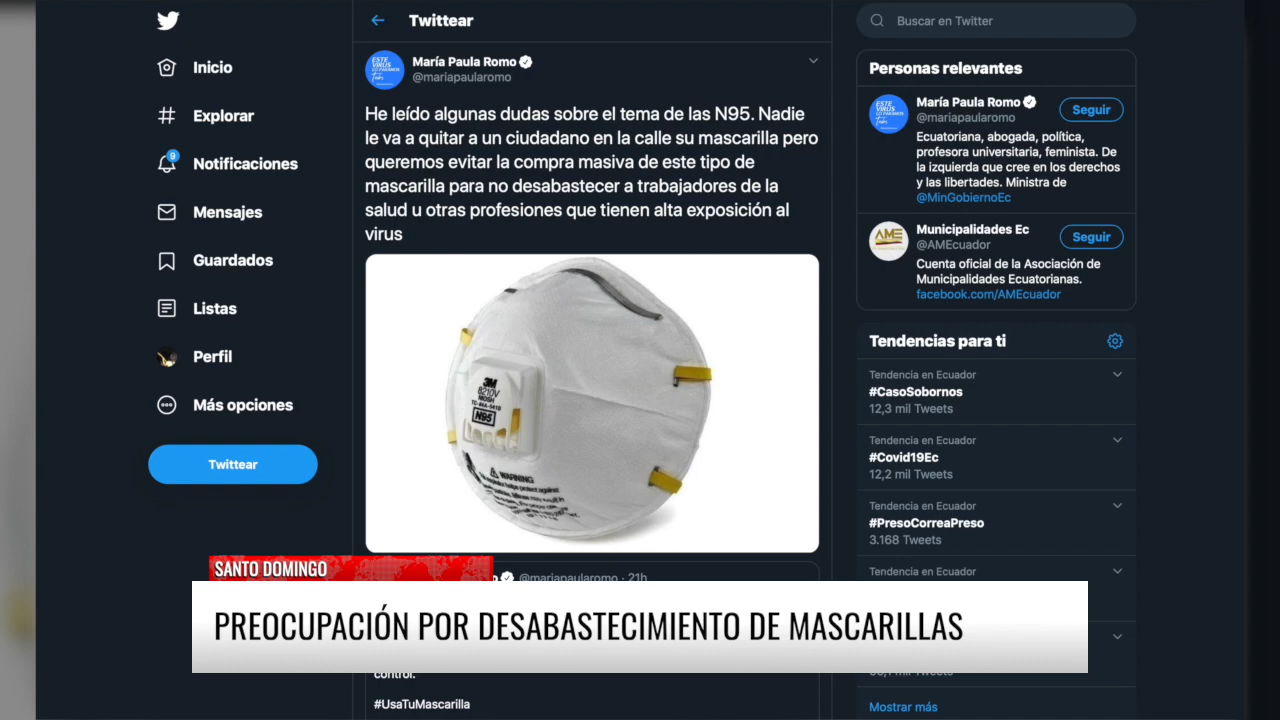 Inicio
Explorar
9
Notificaciones
Mensajes
Guardados
Listas
Perfil
Más opciones
Twittear
Twittear
María Paula Romo
@mariapaularomo
He leído algunas dudas sobre el tema de las N95. Nadie
le va a quitar a un ciudadano en la calle su mascarilla pero
queremos evitar la compra masiva de este tipo de
mascarilla para no desabastecer a trabajadores de la
salud u otras profesiones que tienen alta exposición al
virus
3M
8210V
NIOSH
N95
WARNING
@mariapaularomo · 21h
control.
#UsaTuMascarilla
Buscar en Twitter
Personas relevantes
María Paula Romo
@mariapaularomo
Seguir
Ecuatoriana, abogada, política,
profesora universitaria, feminista. De
la izquierda que cree en los derechos
y las libertades. Ministra de
@MinGobiernoEc
AME
Municipalidades Ec
@AMEcuador
Seguir
Cuenta oficial de la Asociación de
Municipalidades Ecuatorianas.
facebook.com/AMEcuador
Tendencias para ti
Tendencia en Ecuador
#CasoSobornos
12,3 mil Tweets
Tendencia en Ecuador
#Covid19Ec
12,2 mil Tweets
Tendencia en Ecuador
#PresoCorreaPreso
3.168 Tweets
Tendencia en Ecuador
Mostrar más
SANTO DOMINGO
PREOCUPACIÓN POR DESABASTECIMIENTO DE MASCARILLAS